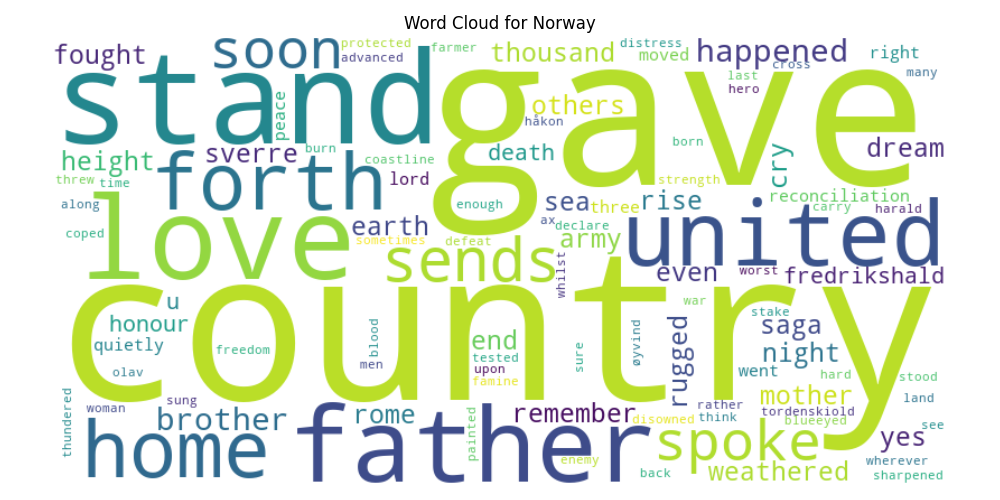 Word Cloud for Norway
fought
soon
protected
advanced
farmer
thousand
distress
moved
happened
cross
right
many
stand
gave
last
hero
peace
others
håkon
height
sverre
burn
coastline
death
born
cry
dream
threw
time
forth
lord
strength
reconciliation
along
love
enough
sea
three
rise
carry
harald
coped
earth
sometimes
defeat
ax
declare
army
united
sends
whilst
even
worst
fredrikshald
country
u
honour
quietly
freedom
olav
blood
men
end
tested
upon
famine
sure
øyvind
war
rugged
stake
saga
night
went
hard
stood
land
mother
thundered
woman
sung
brother
rome
father
home
painted
remember
enemy
disowned
back
rather
think
tordenskiold
blueeyed
spoke
weathered
yes
see
wherever
sharpened